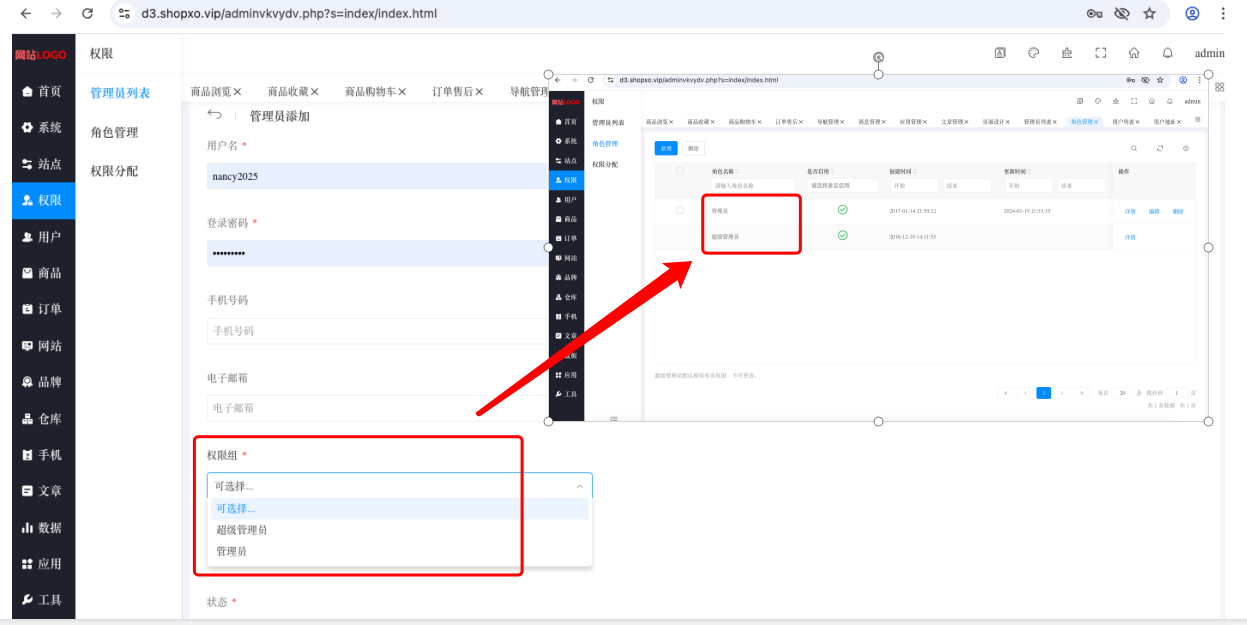 d3.shopxo.vip/adminvkvydv.php?s=index/index.html
网站LOGO
权限
admin
首页
系统
站点
权限
用户
商品
订单
网站
品牌
仓库
手机
文章
数据
应用
工具
管理员列表
角色管理
权限分配
商品浏览×
商品收藏×
商品购物车×
订单售后×
导航管理
管理员添加
用户名 *
nancy2025
登录密码 *
•••••••••
手机号码
手机号码
电子邮箱
电子邮箱
权限组 *
可选择...
可选择...
超级管理员
管理员
状态 *
d3.shopxo.vip/adminvkvydv.php?s=index/index.html
网站LOGO
权限
admin
首页
系统
站点
权限
用户
商品
订单
网站
品牌
仓库
手机
文章
数据
应用
工具
管理员列表
角色管理
权限分配
商品浏览× 商品收藏× 商品购物车× 订单售后× 导航管理× 消息管理× 应用管理× 文章管理× 页面设计× 管理员列表× 角色管理× 用户列表× 用户地址×
新增 删除
角色名称 是否启用 创建时间 更新时间 操作
请输入角色名称 请选择是否启用 开始 结束 开始 结束
管理员 2017-01-14 21:59:22 2024-01-19 11:53:35 详情 编辑 删除
超级管理员 2016-12-10 14:11:53 详情
超级管理员默认拥有所有权限，不可更改。
« ‹ 1 › » 每页 20 条 跳转到 1 页
共 2 条数据 共 1 页